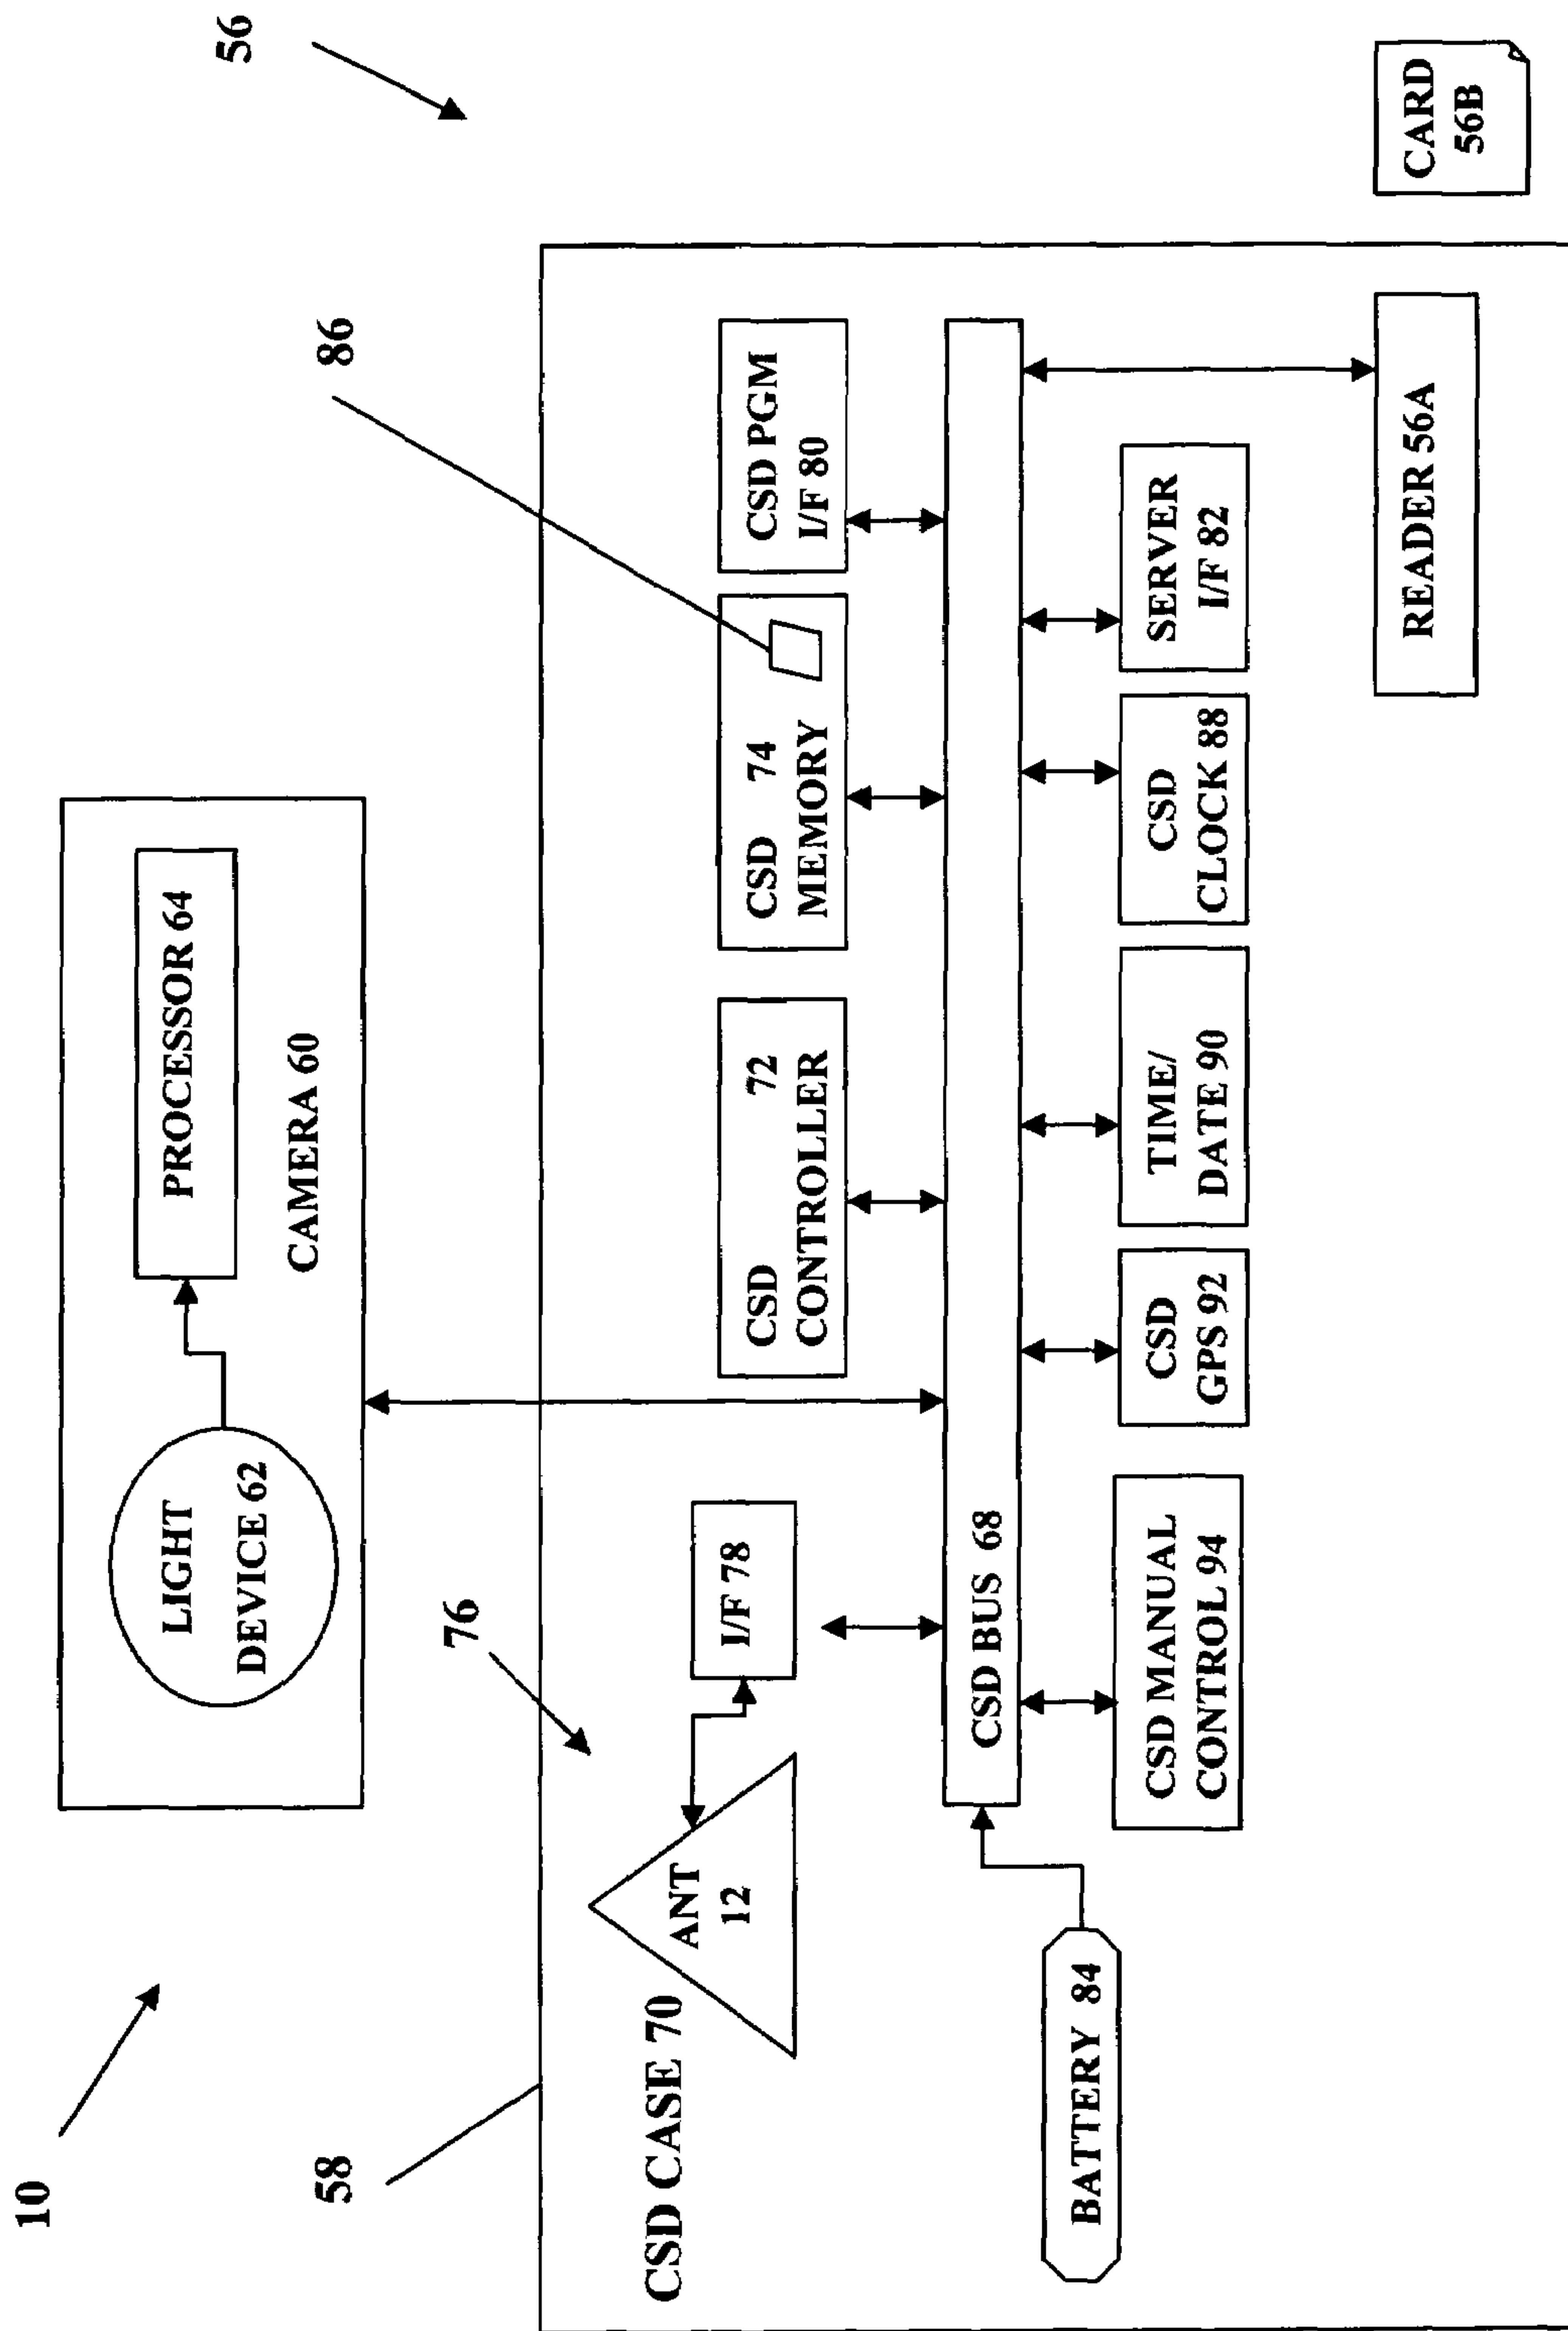 10
56
58
LIGHT
DEVICE 62
PROCESSOR 64
CAMERA 60
86
76
CSD CASE 70
ANT
12
I/F 78
CSD 72
CONTROLLER
CSD 74
MEMORY
CSD PGM
I/F 80
CSD BUS 68
BATTERY 84
CSD MANUAL
CONTROL 94
CSD
GPS 92
TIME/
DATE 90
CSD
CLOCK 88
SERVER
I/F 82
READER 56A
CARD
56B